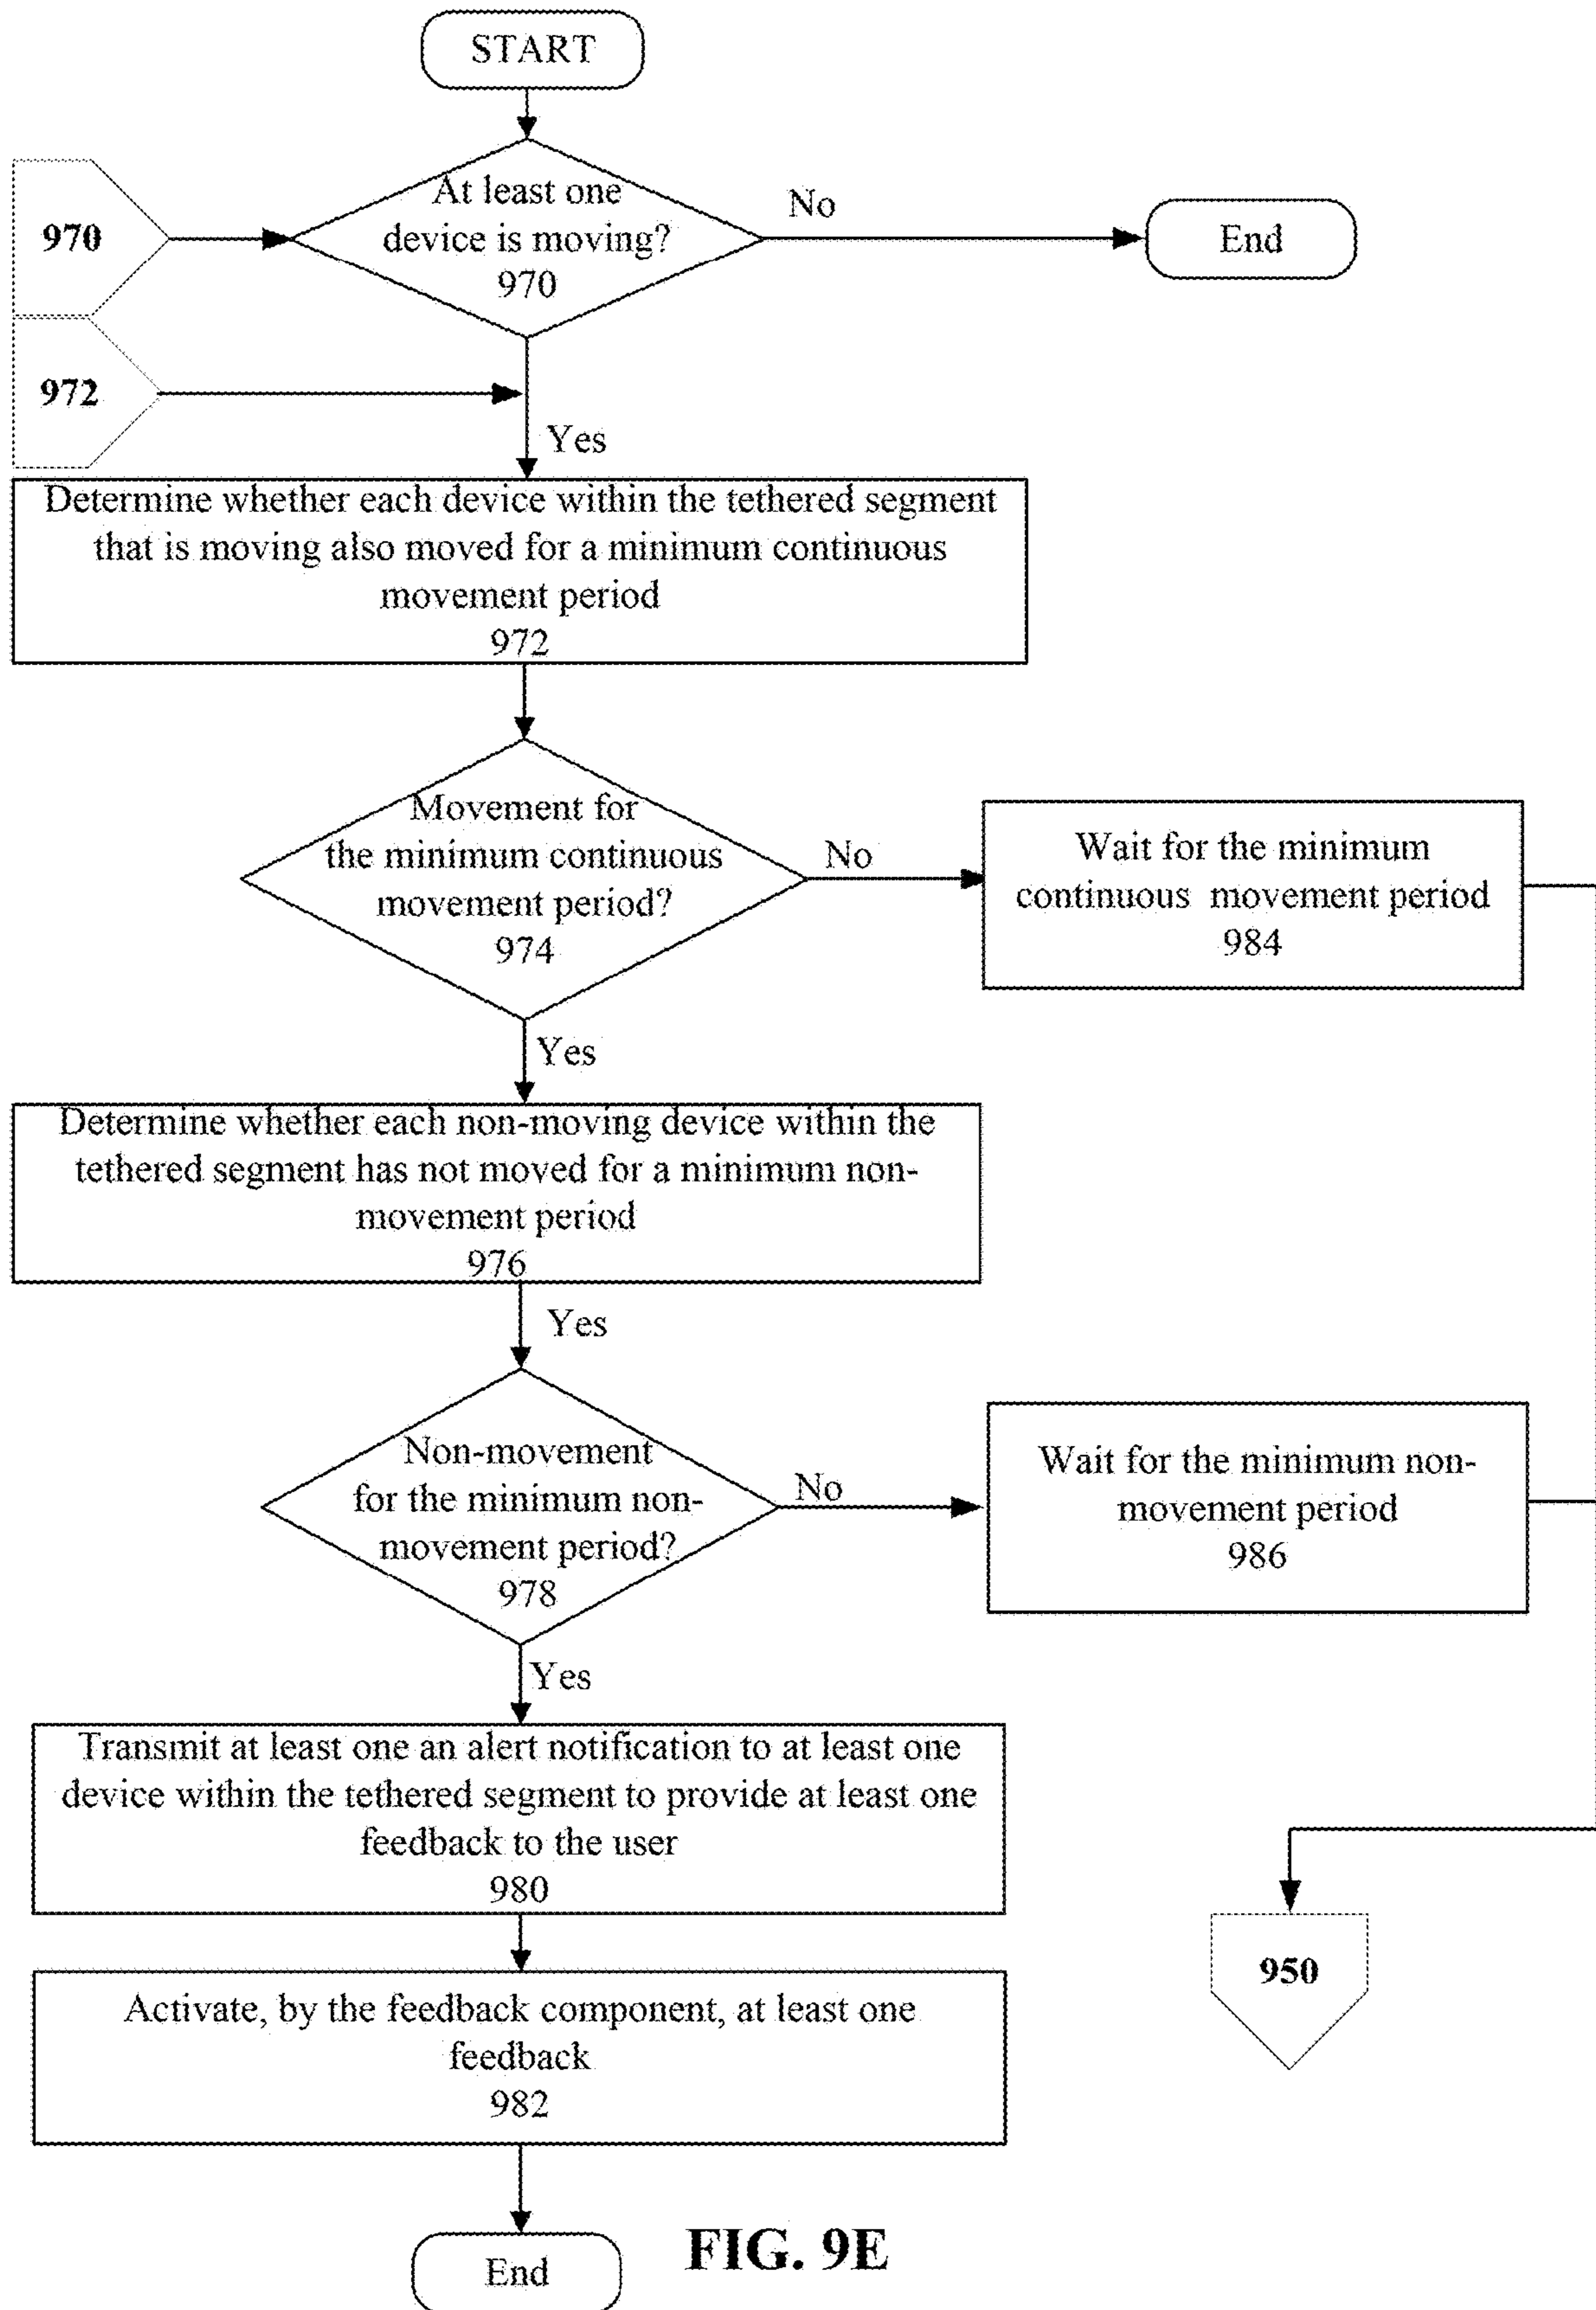 START
At least one
device is moving?
970
No
End
970
972
Yes
Determine whether each device within the tethered segment
that is moving also moved for a minimum continuous
movement period
972
Movement for
the minimum continuous
movement period?
974
No
Wait for the minimum
continuous movement period
984
Yes
Determine whether each non-moving device within the
tethered segment has not moved for a minimum non-
movement period
976
Yes
Non-movement
for the minimum non-
movement period?
978
No
Wait for the minimum non-
movement period
986
Yes
Transmit at least one an alert notification to at least one
device within the tethered segment to provide at least one
feedback to the user
980
950
Activate, by the feedback component, at least one
feedback
982
End
FIG. 9E